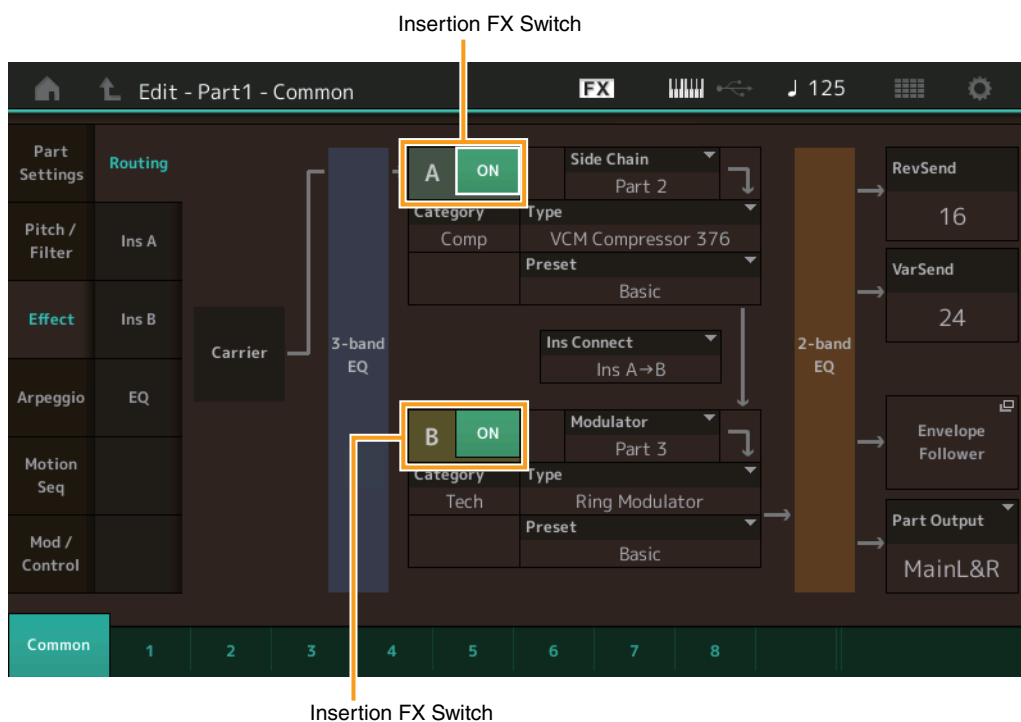 Insertion FX Switch
Edit - Part1 - Common
FX
♩ 125
Part
Settings
Pitch /
Filter
Effect
Arpeggio
Motion
Seq
Mod /
Control
Routing
Ins A
Ins B
EQ
Carrier
3-band
EQ
A
ON
Side Chain
Part 2
Category
Comp
Type
VCM Compressor 376
Preset
Basic
Ins Connect
Ins A→B
B
ON
Modulator
Part 3
Category
Tech
Type
Ring Modulator
Preset
Basic
2-band
EQ
RevSend
16
VarSend
24
Envelope
Follower
Part Output
MainL&R
Common
1
2
3
4
5
6
7
8
Insertion FX Switch